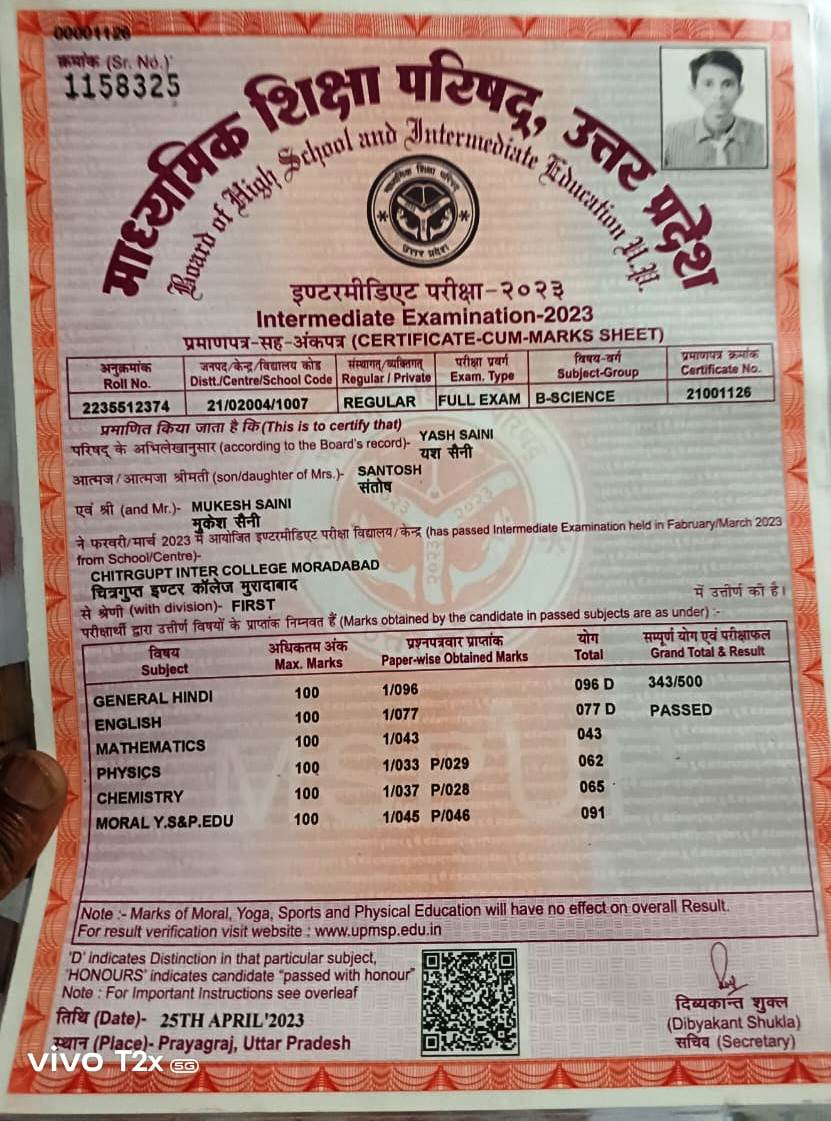 00001126
क्रमांक (Sr. No.)
1158325
माध्यमिक शिक्षा परिषद्, उत्तर प्रदेश
Board of High School and Intermediate Education U.P.
माध्यमिक शिक्षा परिषद्
उत्तर प्रदेश
इण्टरमीडिएट परीक्षा-२०२३
Intermediate Examination-2023
प्रमाणपत्र-सह-अंकपत्र (CERTIFICATE-CUM-MARKS SHEET)
अनुक्रमांक जनपद/केन्द्र/विद्यालय कोड संस्थागत/व्यक्तिगत परीक्षा प्रवर्ग विषय-वर्ग प्रमाणपत्र क्रमांक
Roll No. Distt./Centre/School Code Regular / Private Exam. Type Subject-Group Certificate No.
2235512374 21/02004/1007 REGULAR FULL EXAM B-SCIENCE 21001126
प्रमाणित किया जाता है कि (This is to certify that)
परिषद् के अभिलेखानुसार (according to the Board's record)- YASH SAINI
यश सैनी
आत्मज / आत्मजा श्रीमती (son/daughter of Mrs.)- SANTOSH
संतोष
एवं श्री (and Mr.)- MUKESH SAINI
मुकेश सैनी
ने फरवरी/मार्च 2023 में आयोजित इण्टरमीडिएट परीक्षा विद्यालय/केन्द्र (has passed Intermediate Examination held in Fabruary/March 2023
from School/Centre)-
CHITRGUPT INTER COLLEGE MORADABAD
चित्रगुप्त इण्टर कॉलेज मुरादाबाद
में उत्तीर्ण की है।
से श्रेणी (with division)- FIRST
परीक्षार्थी द्वारा उत्तीर्ण विषयों के प्राप्तांक निम्नवत हैं (Marks obtained by the candidate in passed subjects are as under) :-
विषय अधिकतम अंक प्रश्नपत्रवार प्राप्तांक योग सम्पूर्ण योग एवं परीक्षाफल
Subject Max. Marks Paper-wise Obtained Marks Total Grand Total & Result
GENERAL HINDI 100 1/096 096 D 343/500
ENGLISH 100 1/077 077 D PASSED
MATHEMATICS 100 1/043 043
PHYSICS 100 1/033 P/029 062
CHEMISTRY 100 1/037 P/028 065
MORAL Y.S&P.EDU 100 1/045 P/046 091
Note :- Marks of Moral, Yoga, Sports and Physical Education will have no effect on overall Result.
For result verification visit website : www.upmsp.edu.in
'D' indicates Distinction in that particular subject,
'HONOURS' indicates candidate "passed with honour"
Note : For Important Instructions see overleaf
तिथि (Date)- 25TH APRIL'2023
स्थान (Place)- Prayagraj, Uttar Pradesh
दिव्यकान्त शुक्ल
(Dibyakant Shukla)
सचिव (Secretary)
vivo T2x 5G